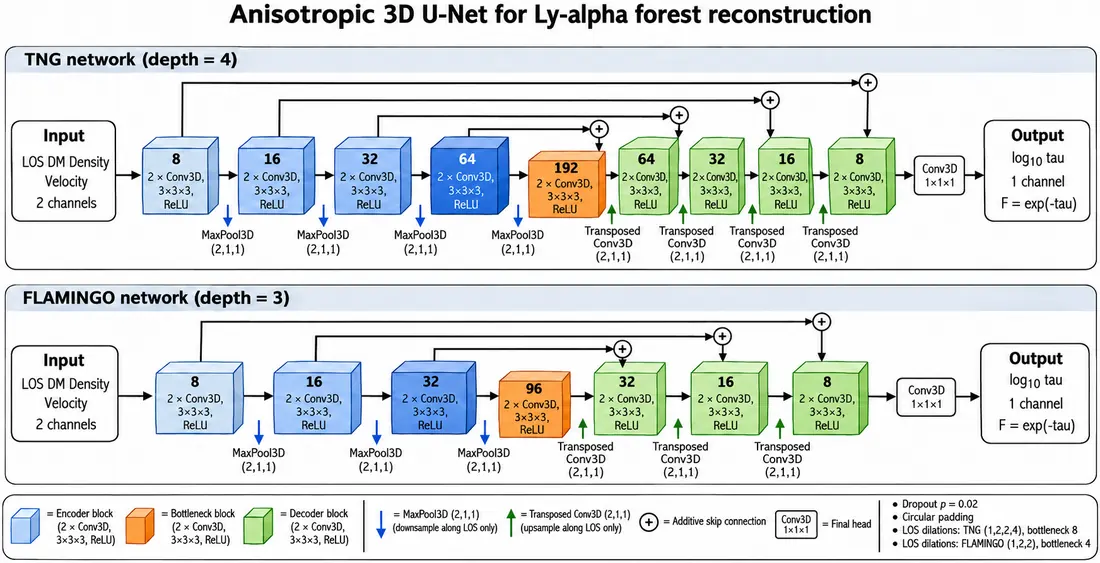 Anisotropic 3D U-Net for Ly-alpha forest reconstruction
TNG network (depth = 4)
Input
LOS DM Density
Velocity
2 channels
8
2 × Conv3D,
3×3×3,
ReLU
MaxPool3D
(2,1,1)
16
2 × Conv3D,
3×3×3,
ReLU
MaxPool3D
(2,1,1)
32
2 × Conv3D,
3×3×3,
ReLU
MaxPool3D
(2,1,1)
64
2 × Conv3D,
3×3×3,
ReLU
MaxPool3D
(2,1,1)
192
2 × Conv3D,
3×3×3,
ReLU
+
Transposed
Conv3D
(2,1,1)
64
2 × Conv3D,
3×3×3,
ReLU
+
Transposed
Conv3D
(2,1,1)
32
2 × Conv3D,
3×3×3,
ReLU
+
Transposed
Conv3D
(2,1,1)
16
2 × Conv3D,
3×3×3,
ReLU
+
Transposed
Conv3D
(2,1,1)
8
2 × Conv3D,
3×3×3,
ReLU
Conv3D
1×1×1
Output
log10 tau
1 channel
F = exp(-tau)
FLAMINGO network (depth = 3)
Input
LOS DM Density
Velocity
2 channels
8
2 × Conv3D,
3×3×3,
ReLU
MaxPool3D
(2,1,1)
16
2 × Conv3D,
3×3×3,
ReLU
MaxPool3D
(2,1,1)
32
2 × Conv3D,
3×3×3,
ReLU
MaxPool3D
(2,1,1)
96
2 × Conv3D,
3×3×3,
ReLU
+
Transposed
Conv3D
(2,1,1)
32
2 × Conv3D,
3×3×3,
ReLU
+
Transposed
Conv3D
(2,1,1)
16
2 × Conv3D,
3×3×3,
ReLU
+
Transposed
Conv3D
(2,1,1)
8
2 × Conv3D,
3×3×3,
ReLU
Conv3D
1×1×1
Output
log10 tau
1 channel
F = exp(-tau)
= Encoder block
(2 × Conv3D,
3×3×3, ReLU)
= Bottleneck block
(2 × Conv3D,
3×3×3, ReLU)
= Decoder block
(2 × Conv3D,
3×3×3, ReLU)
= MaxPool3D (2,1,1)
(downsample along LOS only)
= Transposed Conv3D (2,1,1)
(upsample along LOS only)
+ = Additive skip connection
Conv3D
1×1×1
= Final head
• Dropout p = 0.02
• Circular padding
• LOS dilations: TNG (1,2,2,4), bottleneck 8
• LOS dilations: FLAMINGO (1,2,2), bottleneck 4